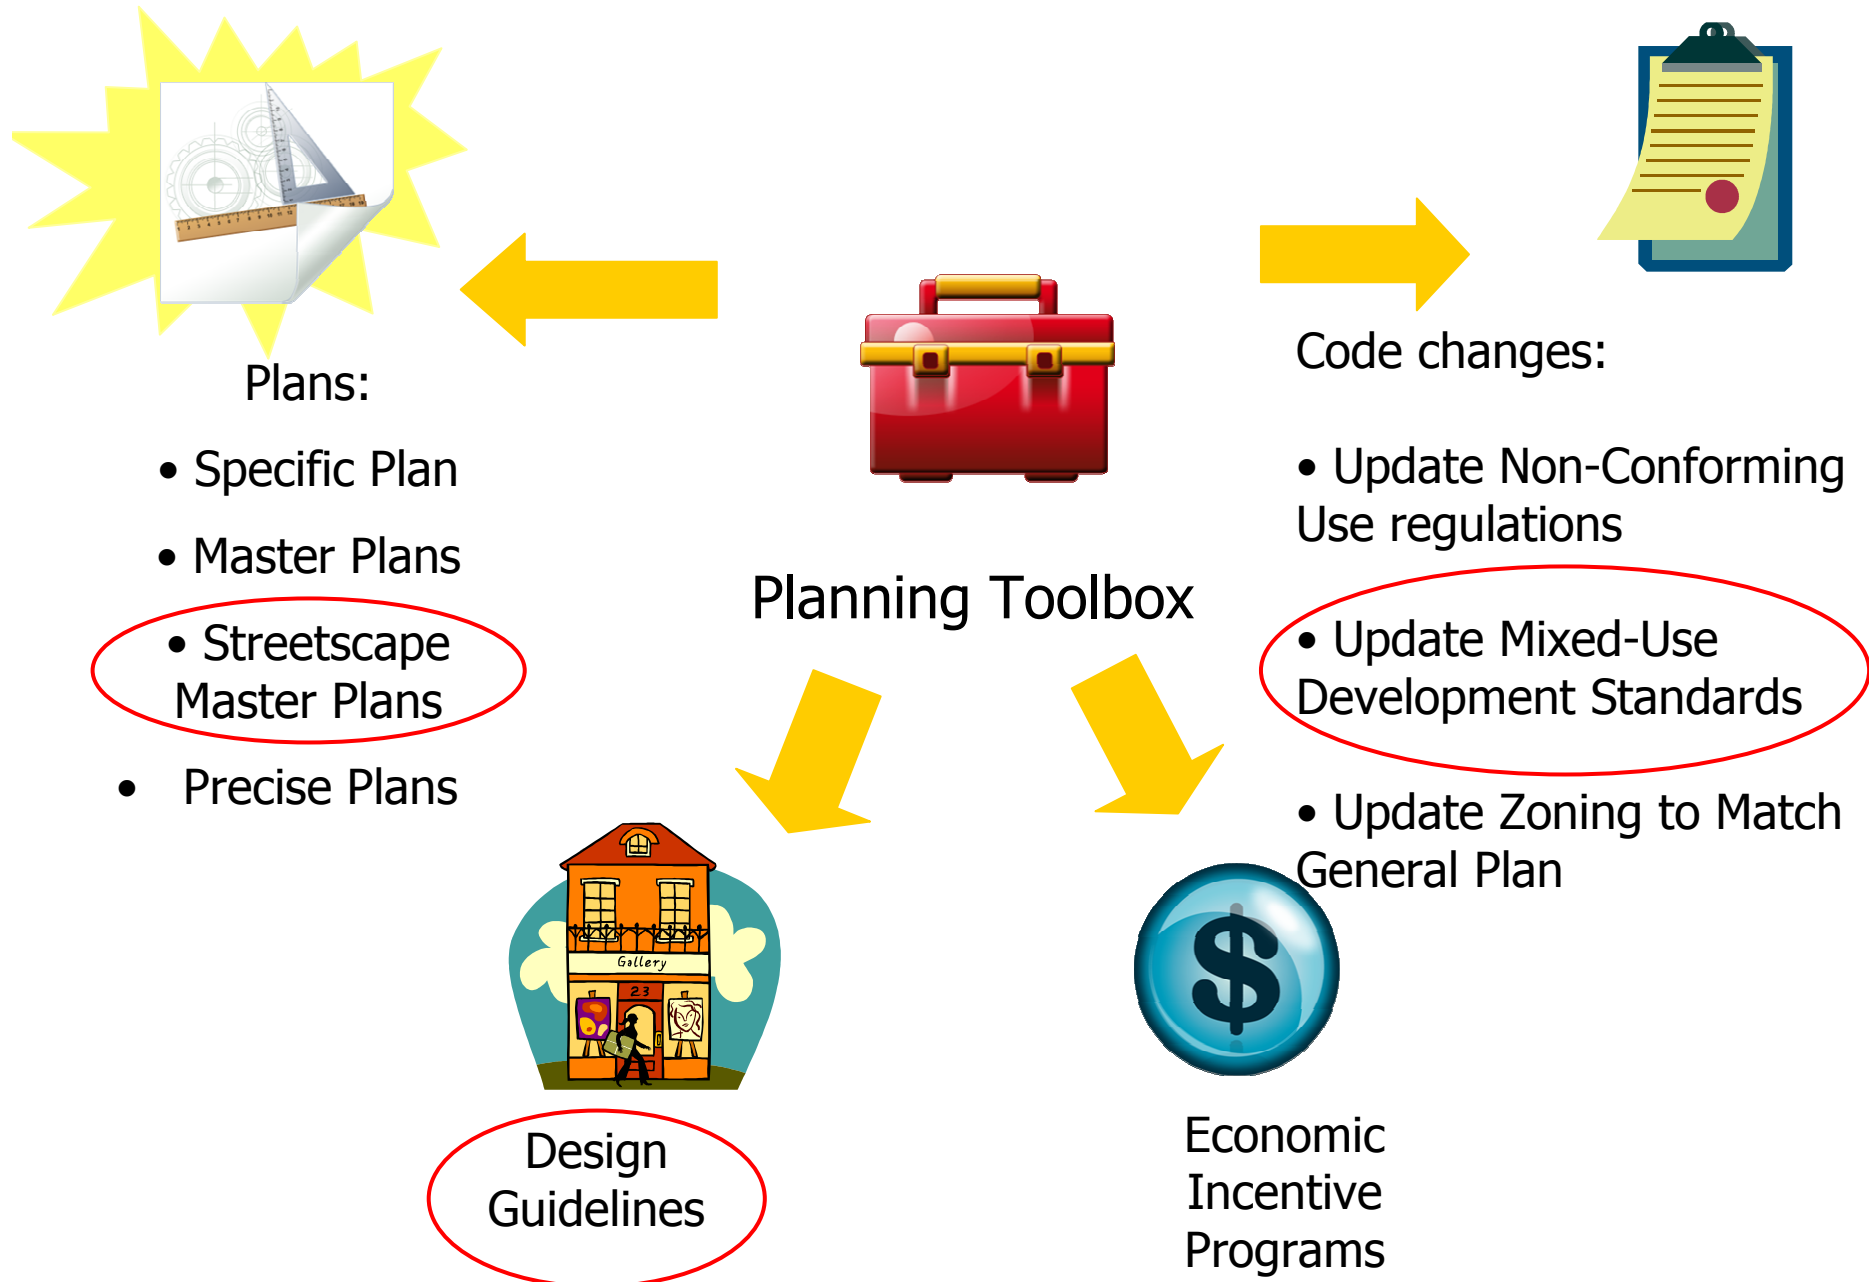 Plans:
• Specific Plan
• Master Plans
• Streetscape
Master Plans
• Precise Plans
Planning Toolbox
Code changes:
• Update Non-Conforming
Use regulations
• Update Mixed-Use
Development Standards
• Update Zoning to Match
General Plan
Gallery
23
Design
Guidelines
$
Economic
Incentive
Programs